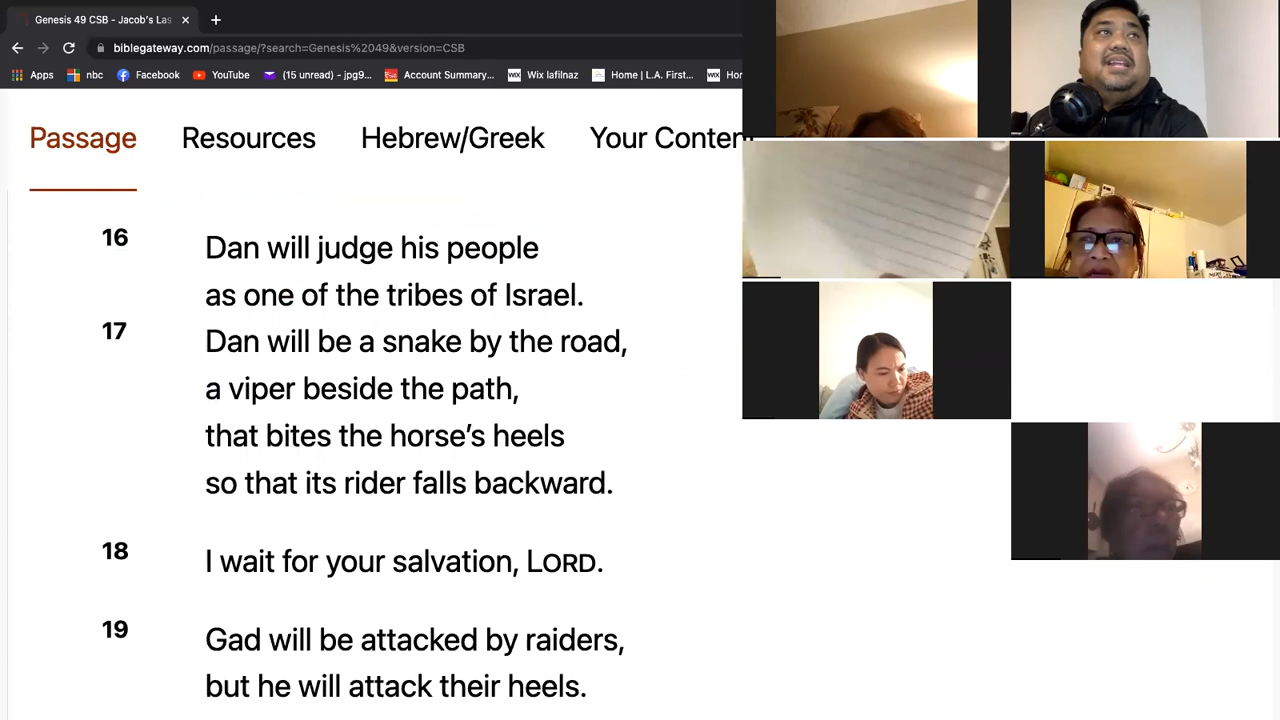 Genesis 49 CSB - Jacob's Las
biblegateway.com/passage/?search=Genesis%2049&version=CSB
Apps nbc Facebook YouTube (15 unread) - jpg9... Account Summary... Wix lafilnaz Home | L.A. First... Hor
Passage Resources Hebrew/Greek Your Conten
16 Dan will judge his people
as one of the tribes of Israel.
17 Dan will be a snake by the road,
a viper beside the path,
that bites the horse's heels
so that its rider falls backward.
18 I wait for your salvation, LORD.
19 Gad will be attacked by raiders,
but he will attack their heels.